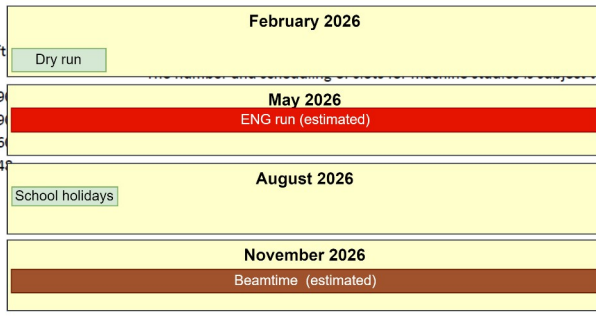 February 2026
Dry run
May 2026
ENG run (estimated)
August 2026
School holidays
November 2026
Beamtime (estimated)